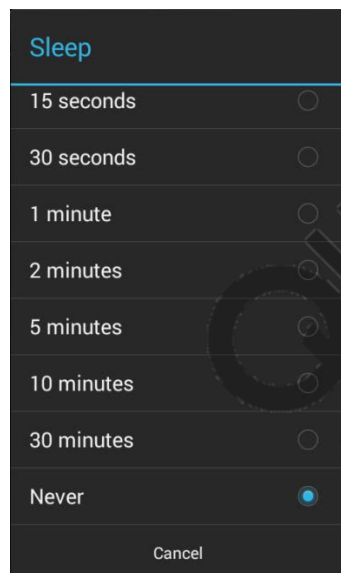 Sleep
15 seconds
30 seconds
1 minute
2 minutes
5 minutes
10 minutes
30 minutes
Never
Cancel